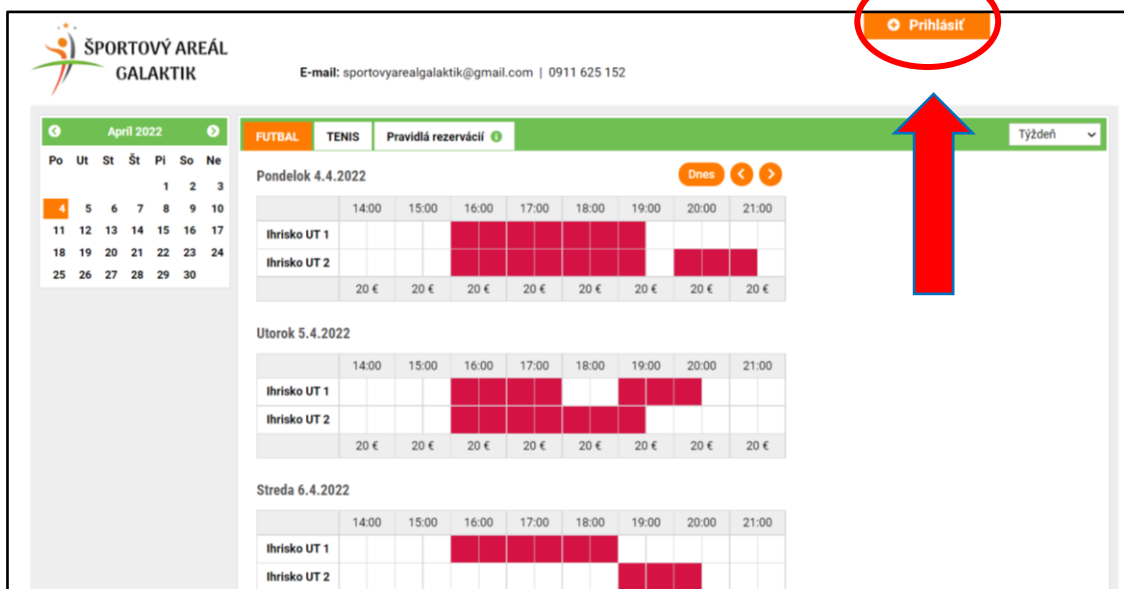 Prihlásiť
ŠPORTOVÝ AREÁL
GALAKTIK
E-mail: sportovyarealgalaktik@gmail.com | 0911 625 152
Apríl 2022
Po Ut St Št Pi So Ne
1 2 3
4 5 6 7 8 9 10
11 12 13 14 15 16 17
18 19 20 21 22 23 24
25 26 27 28 29 30
FUTBAL TENIS Pravidlá rezervácií Týždeň
Pondelok 4.4.2022 Dnes
14:00 15:00 16:00 17:00 18:00 19:00 20:00 21:00
Ihrisko UT 1
Ihrisko UT 2
20 € 20 € 20 € 20 € 20 € 20 € 20 € 20 €
Utorok 5.4.2022
14:00 15:00 16:00 17:00 18:00 19:00 20:00 21:00
Ihrisko UT 1
Ihrisko UT 2
20 € 20 € 20 € 20 € 20 € 20 € 20 € 20 €
Streda 6.4.2022
14:00 15:00 16:00 17:00 18:00 19:00 20:00 21:00
Ihrisko UT 1
Ihrisko UT 2